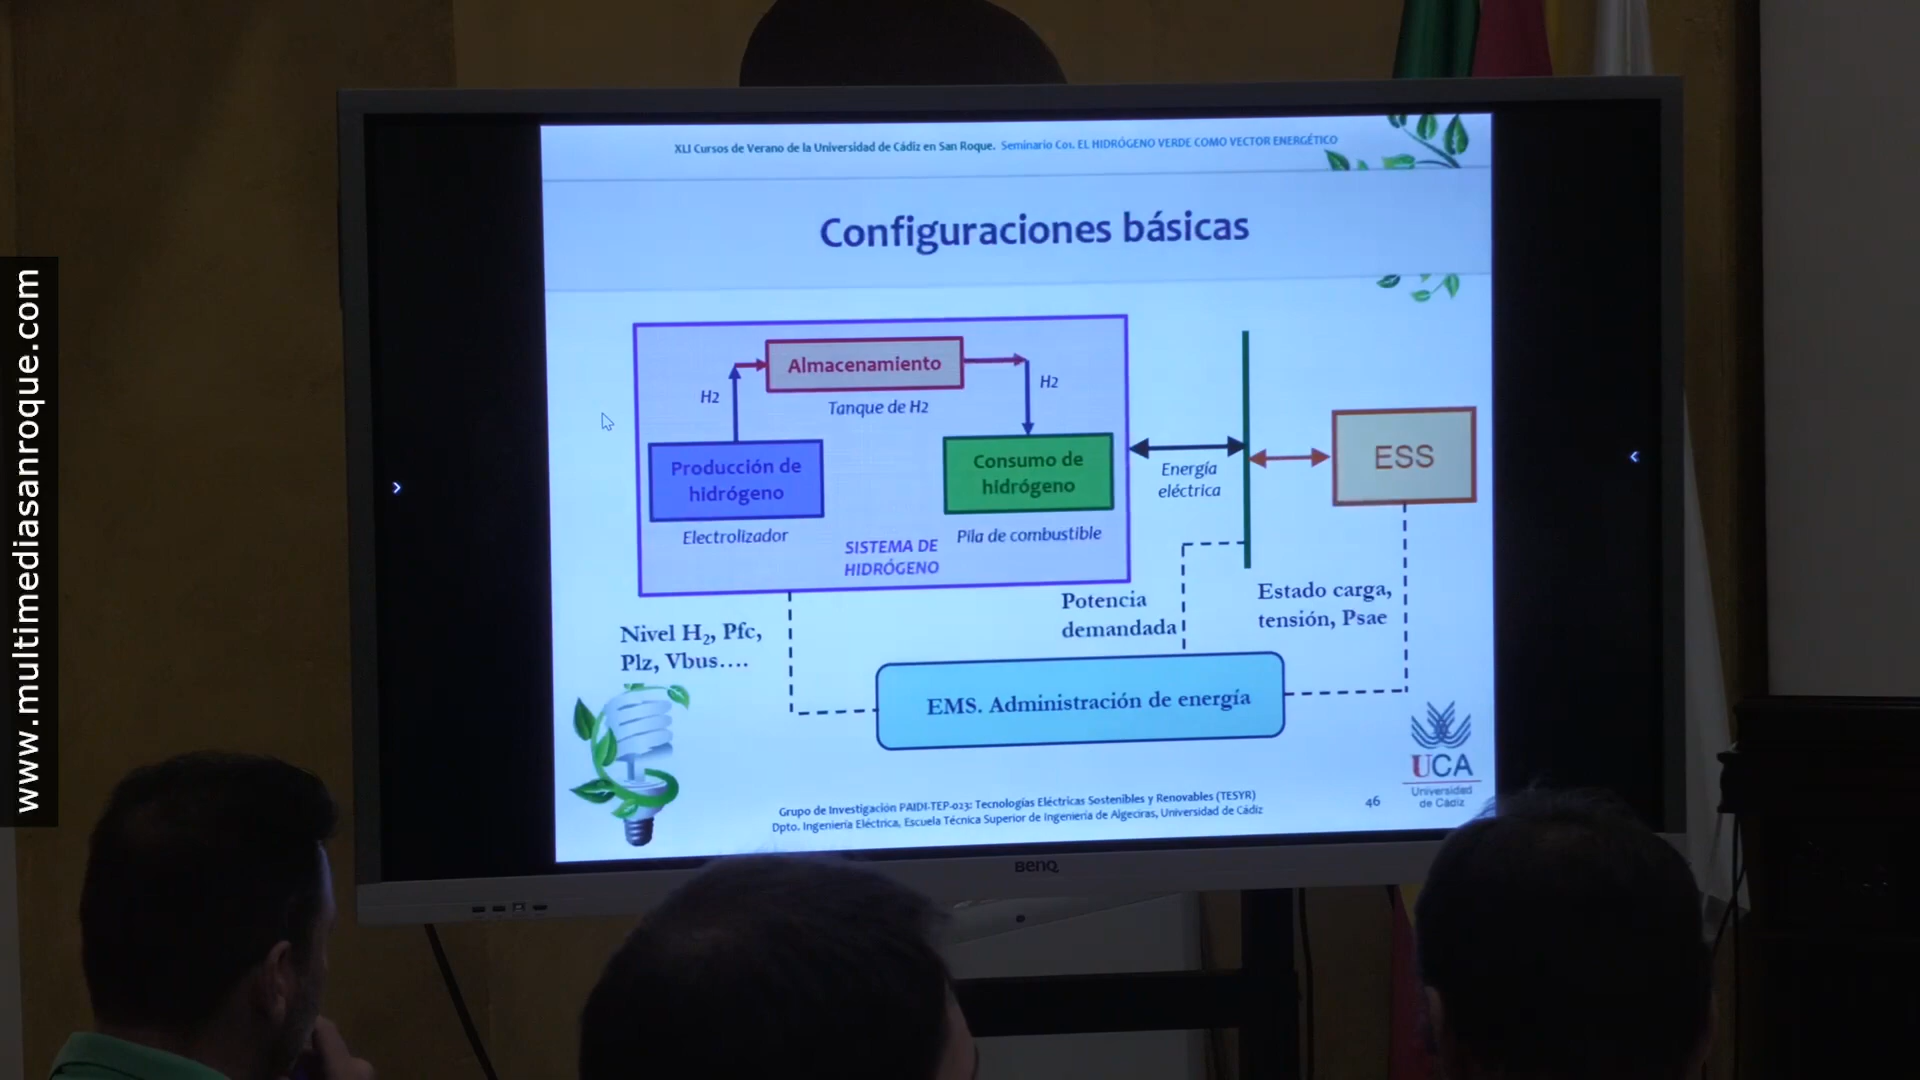 www.multimediasanroque.com
XLI Cursos de Verano de la Universidad de Cádiz en San Roque. Seminario C01. EL HIDRÓGENO VERDE COMO VECTOR ENERGÉTICO
Configuraciones básicas
Almacenamiento
H2
H2
Tanque de H2
Producción de
hidrógeno
Consumo de
hidrógeno
Energía
eléctrica
ESS
Electrolizador
Pila de combustible
SISTEMA DE
HIDRÓGENO
Nivel H₂, Pfc,
Plz, Vbus....
Potencia
demandada
Estado carga,
tensión, Psae
EMS. Administración de energía
UCA
Universidad
de Cádiz
Grupo de Investigación PAIDI-TEP-023: Tecnologías Eléctricas Sostenibles y Renovables (TESYR)
Dpto. Ingeniería Eléctrica, Escuela Técnica Superior de Ingeniería de Algeciras, Universidad de Cádiz
46
BenQ